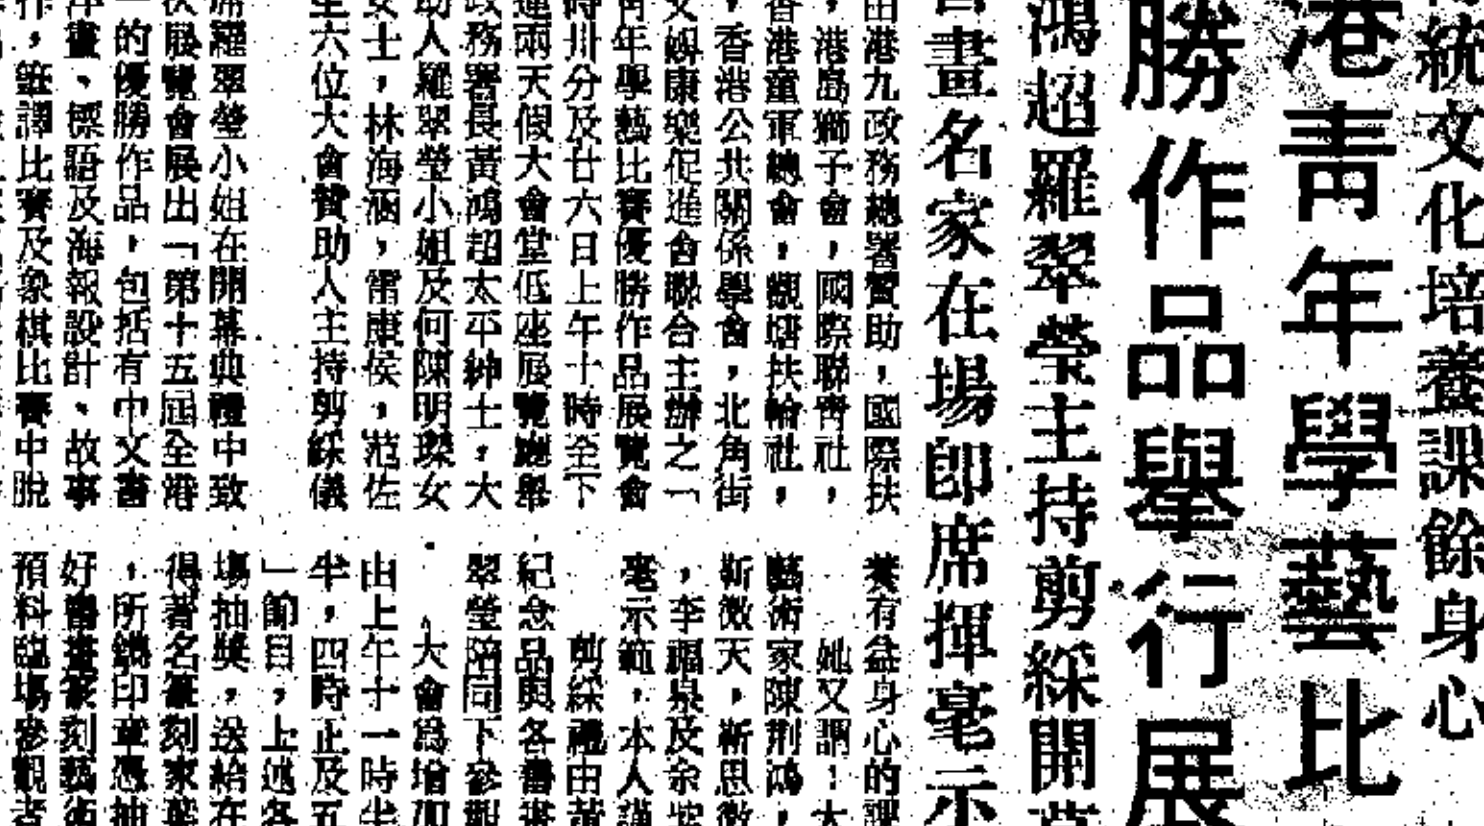 統文化培養課餘身心
港青年學藝比
勝作品舉行展
鴻超羅翠瑩主持剪綵開幕
書畫名家在場即席揮毫示
由港九政務總署贊助,國際扶
,港島獅子會,國際聯青社,
香港童軍總會,觀塘扶輪社,
,香港公共關係學會,北角街
文娛康樂促進會聯合主辦之「
青年學藝比賽優勝作品展覽會
時卅分及廿六日上午十時至下
連兩天假大會堂低座展覽廳舉
政務署長黃鴻超太平紳士,大
助人羅翠瑩小姐及何陳明璨女
女士,林海涵,雷康侯,范佐
里六位大會贊助人主持剪綵儀
席羅翠瑩小姐在開幕典禮中致
次展覽會展出「第十五屆全港
的優勝作品,包括有中文書
洋畫、標語及海報設計、故事
作,翻譯比賽及象棋比賽中脫
養有益身心的課
她又謂:大
藝術家陳荆鴻,
靳微天,靳思微
,李福泉及余
毫示範,本人謹
剪綵禮由黃
紀念品與各書畫
翠瑩陪同下參觀
大會爲增加
由上午十一時半
半,四時正及五
」節目,上述各
場抽獎,送給在
得著名篆刻家
,所鐫印章憑抽
好書畫篆刻藝術
預料臨場參觀者